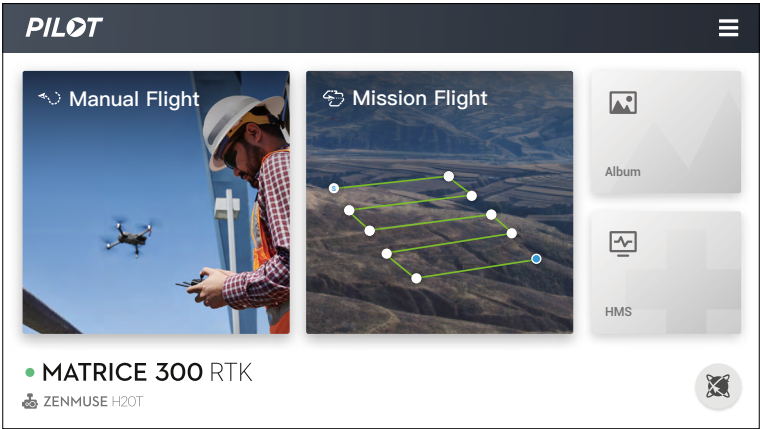 PILOT
Manual Flight
Mission Flight
S
Album
HMS
MATRICE 300 RTK
ZENMUSE H20T